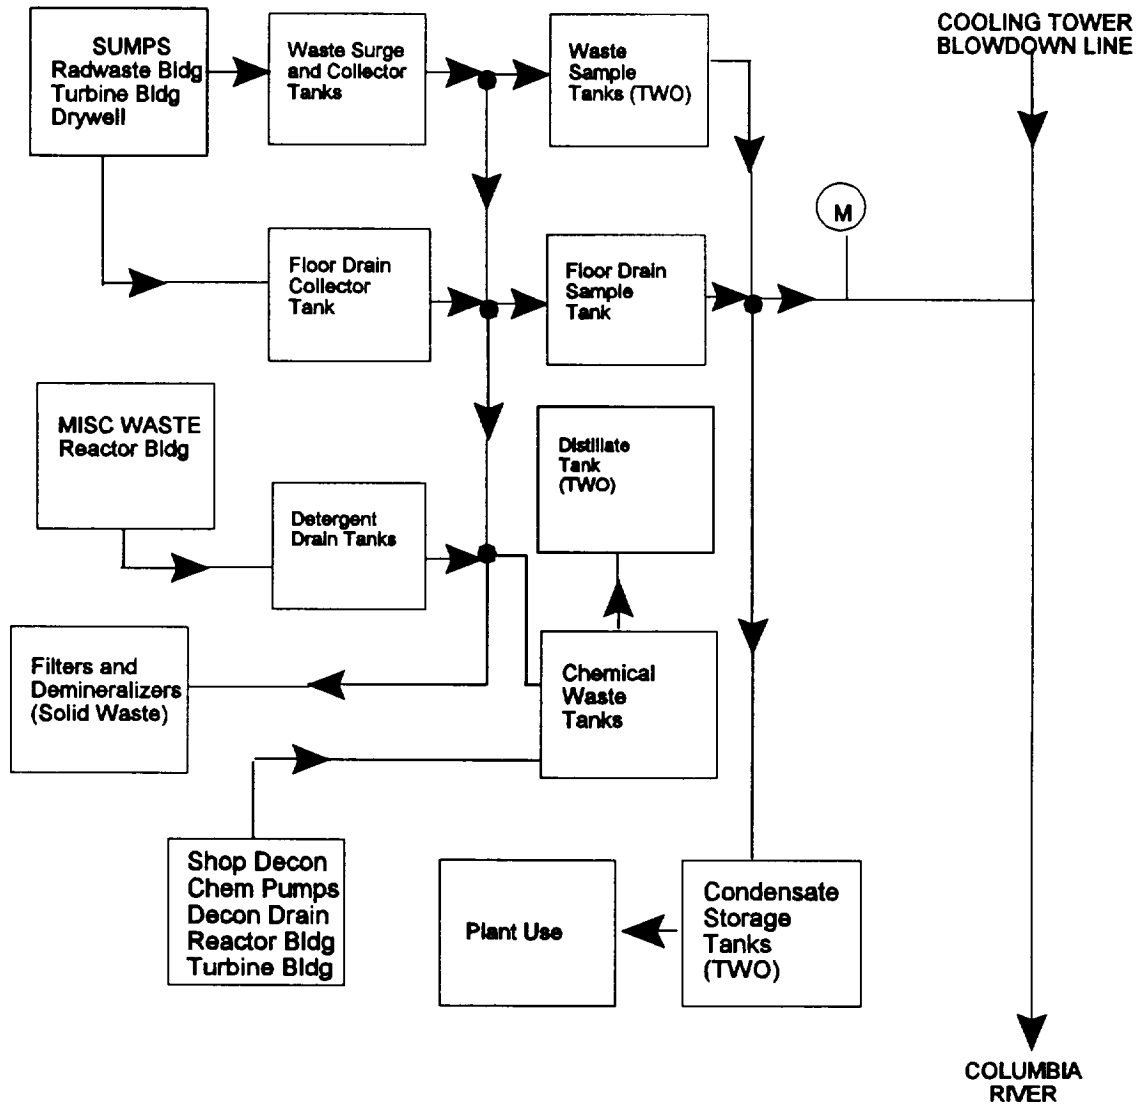 SUMPS
Radwaste Bldg
Turbine Bldg
Drywell
Waste Surge
and Collector
Tanks
Waste
Sample
Tanks (TWO)
COOLING TOWER
BLOWDOWN LINE
M
Floor Drain
Collector
Tank
Floor Drain
Sample
Tank
MISC WASTE
Reactor Bldg
Distillate
Tank
(TWO)
Detergent
Drain Tanks
Filters and
Demineralizers
(Solid Waste)
Chemical
Waste
Tanks
Shop Decon
Chem Pumps
Decon Drain
Reactor Bldg
Turbine Bldg
Plant Use
Condensate
Storage
Tanks
(TWO)
COLUMBIA
RIVER